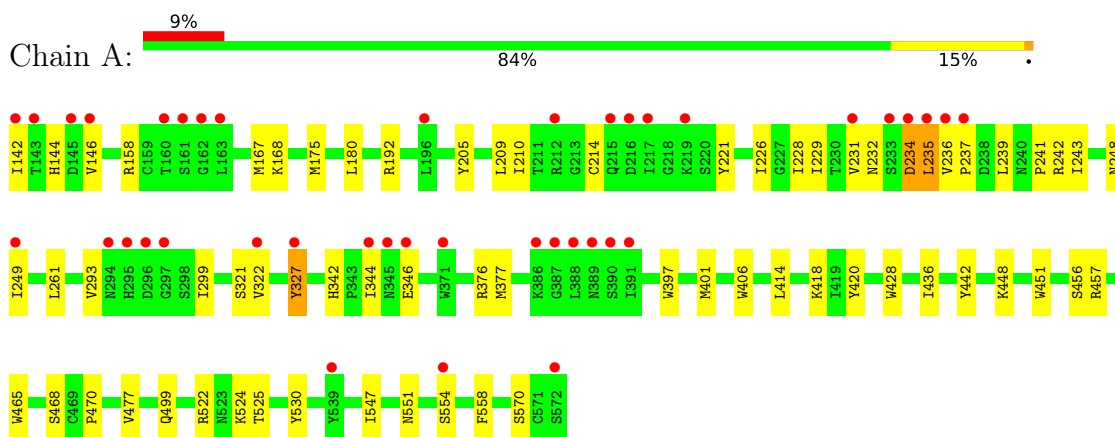 9%
Chain A:
84% 15% •
I142 T143 H144 D145 V146 R158 C159 T160 S161 G162 L163 M167 K168 M175 L180 R192 L196 Y205 L209 I210 T211 R212 G213 C214 Q215 D216 I217 G218 K219 S220 Y221 I226 G227 I228 I229 T230 V231 N232 S233 D234 L235 V236 P237 D238 L239 N240 P241 R242 I243 N248
I249 L261 V293 N294 H295 D296 G297 S298 I299 S321 V322 Y327 H342 P343 I344 N345 E346 W371 R376 M377 K386 G387 L388 N389 S390 I391 W397 M401 W406 L414 K418 I419 Y420 W428 I436 Y442 K448 W451 S456 R457
W465 S468 C469 P470 V477 Q499 R522 N523 K524 T525 Y530 Y539 I547 N551 S554 F558 S570 C571 S572